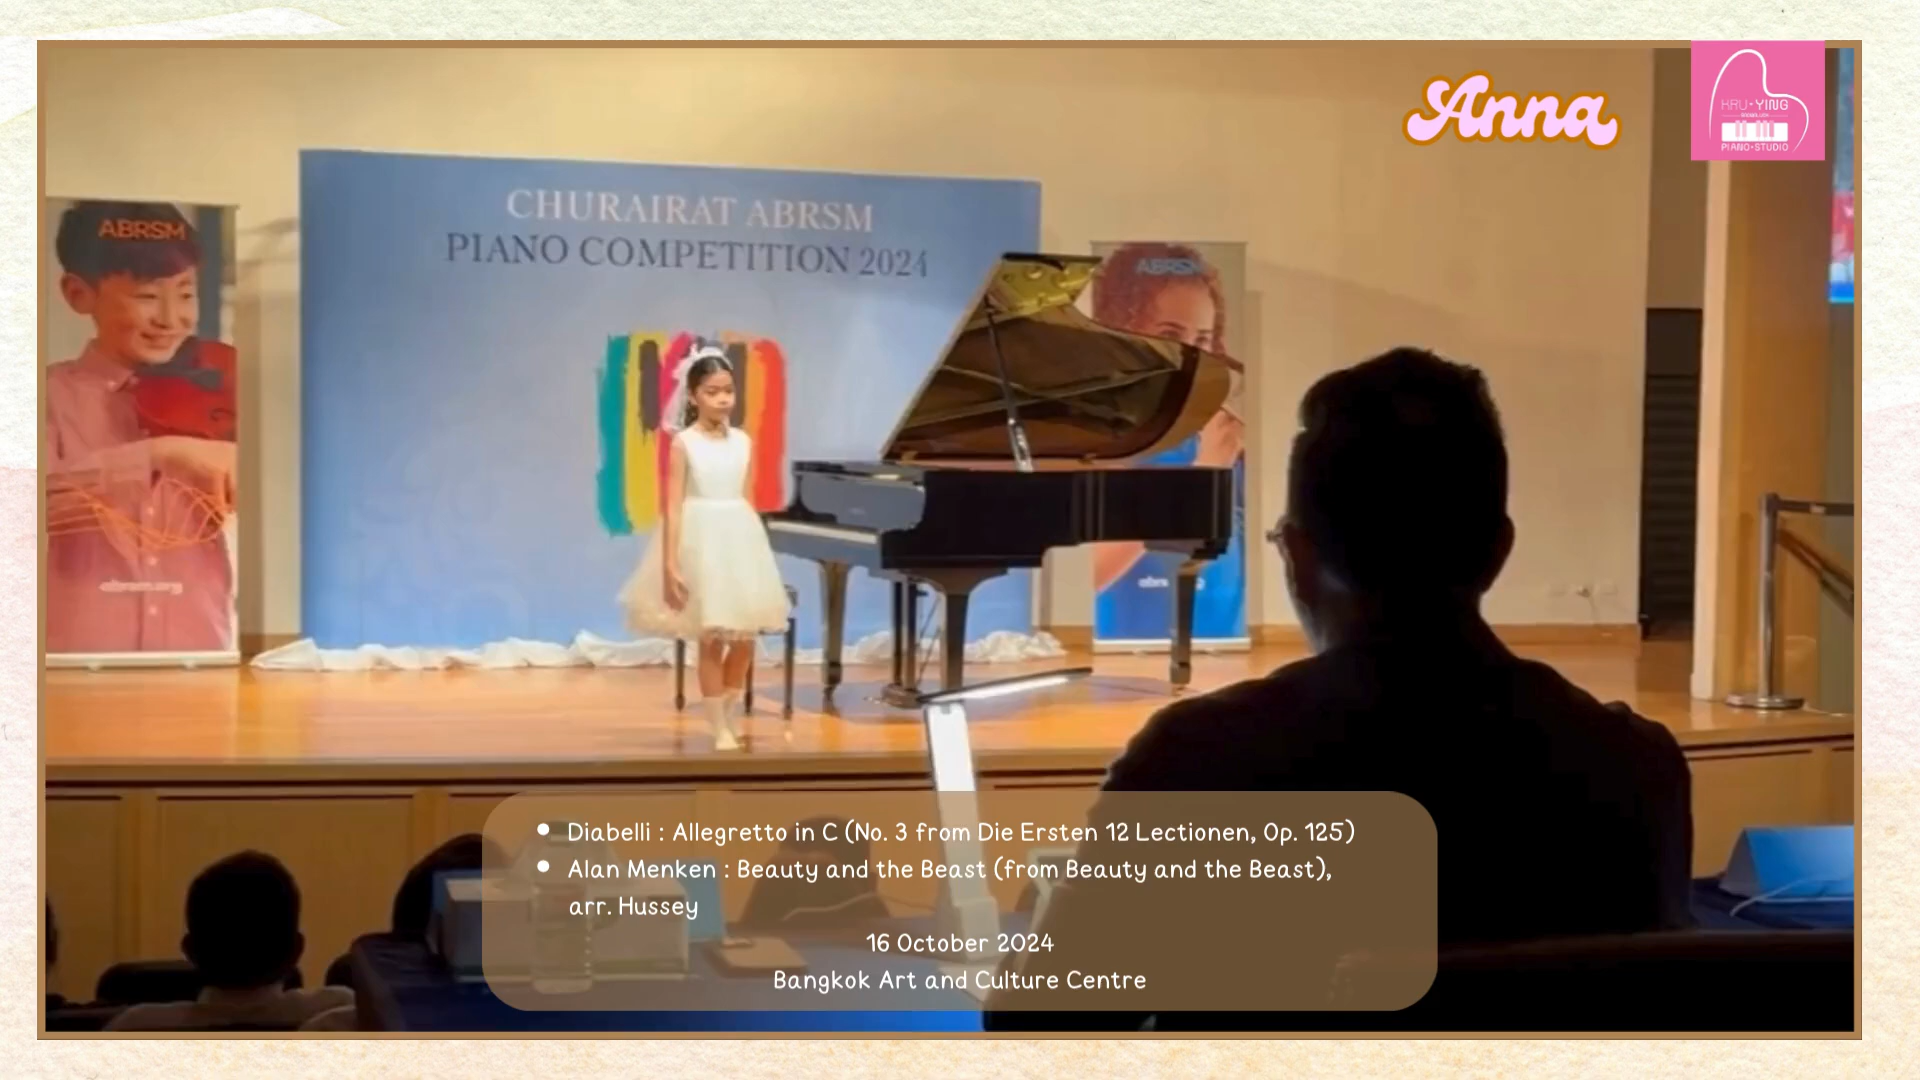 Anna
KRU•YING
PIANO•STUDIO
CHURAIRAT ABRSM
PIANO COMPETITION 2024
ABRSM
ABRSM
abrsm.org
• Diabelli : Allegretto in C (No. 3 from Die Ersten 12 Lectionen, Op. 125)
• Alan Menken : Beauty and the Beast (from Beauty and the Beast),
arr. Hussey
16 October 2024
Bangkok Art and Culture Centre